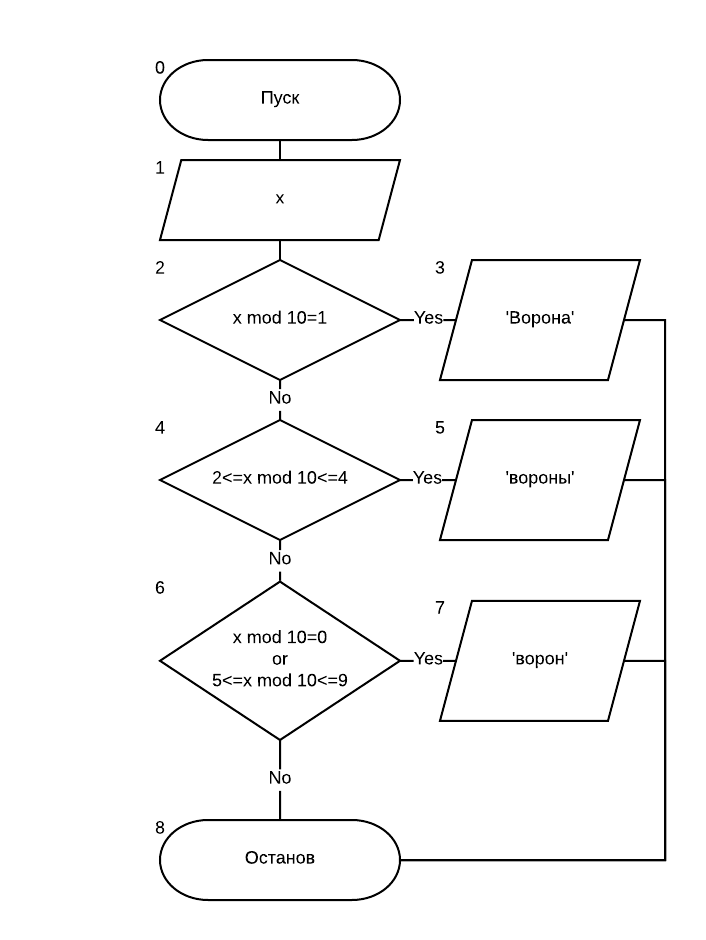 0
Пуск
1
x
2
x mod 10=1
Yes
3
'Ворона'
No
4
2<=x mod 10<=4
Yes
5
'вороны'
No
6
x mod 10=0
or
5<=x mod 10<=9
Yes
7
'ворон'
No
8
Останов